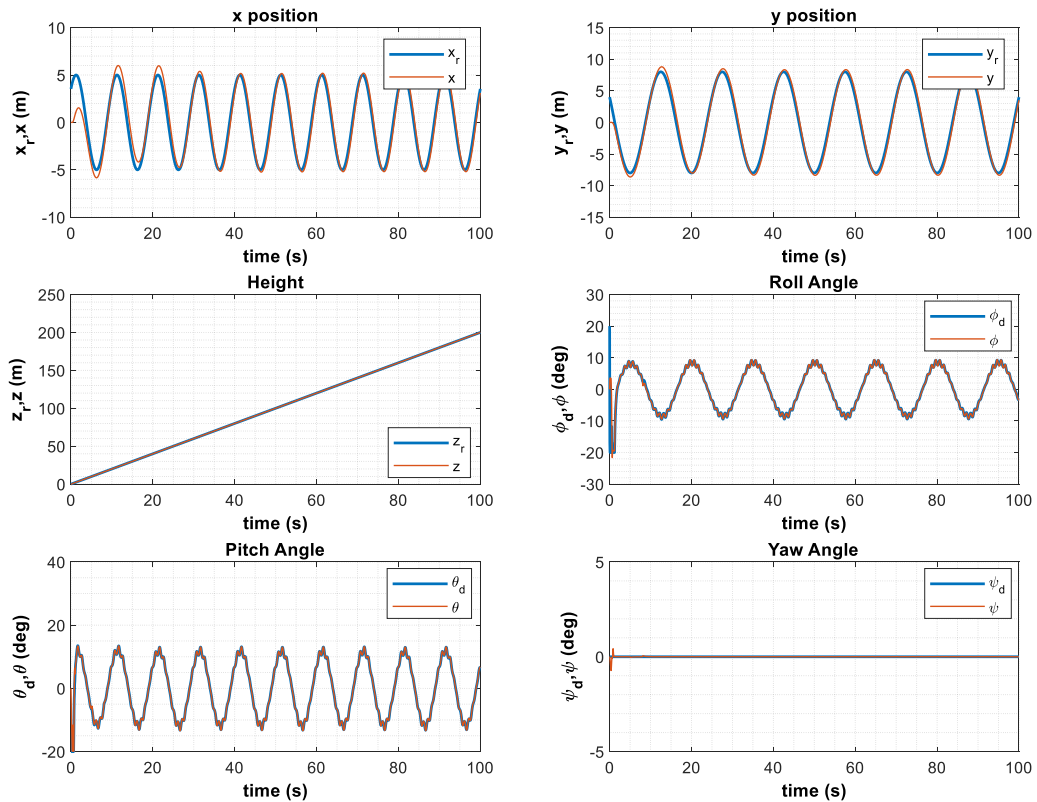 x position
10
5
0
-5
-10
x_r,x (m)
x_r
x
0 20 40 60 80 100
time (s)
y position
15
10
5
0
-5
-10
-15
y_r,y (m)
y_r
y
0 20 40 60 80 100
time (s)
Height
250
200
150
100
50
0
z_r,z (m)
z_r
z
0 20 40 60 80 100
time (s)
Roll Angle
30
20
10
0
-10
-20
-30
ϕ_d,ϕ (deg)
ϕ_d
ϕ
0 20 40 60 80 100
time (s)
Pitch Angle
40
20
0
-20
θ_d,θ (deg)
θ_d
θ
0 20 40 60 80 100
time (s)
Yaw Angle
5
0
-5
ψ_d,ψ (deg)
ψ_d
ψ
0 20 40 60 80 100
time (s)